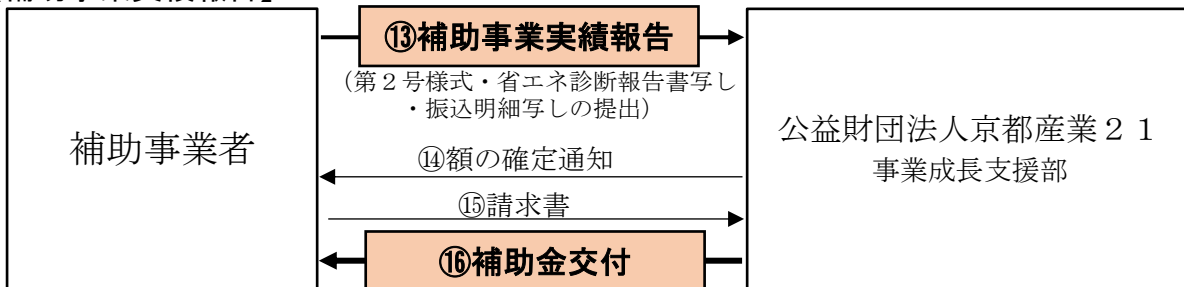 ⑬補助事業実績報告
（第２号様式・省エネ診断報告書写し
・振込明細写しの提出）
補助事業者
公益財団法人京都産業２１
事業成長支援部
⑭額の確定通知
⑮請求書
⑯補助金交付